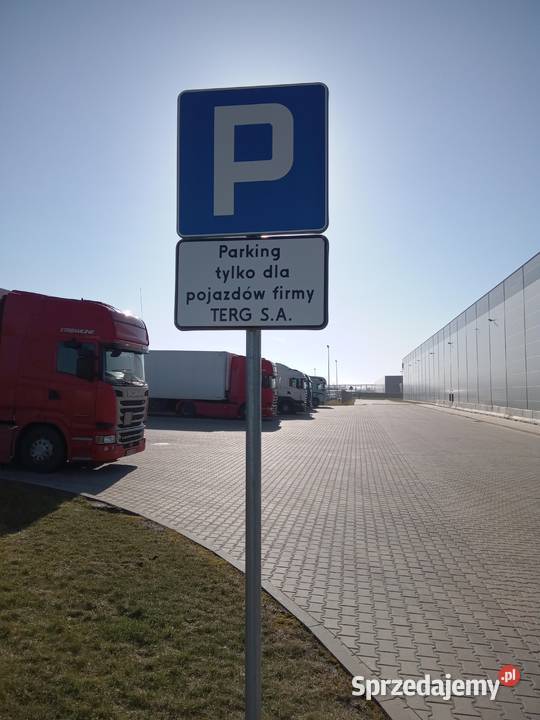 P
Parking
tylko dla
pojazdów firmy
TERG S.A.
Sprzedajemy.pl